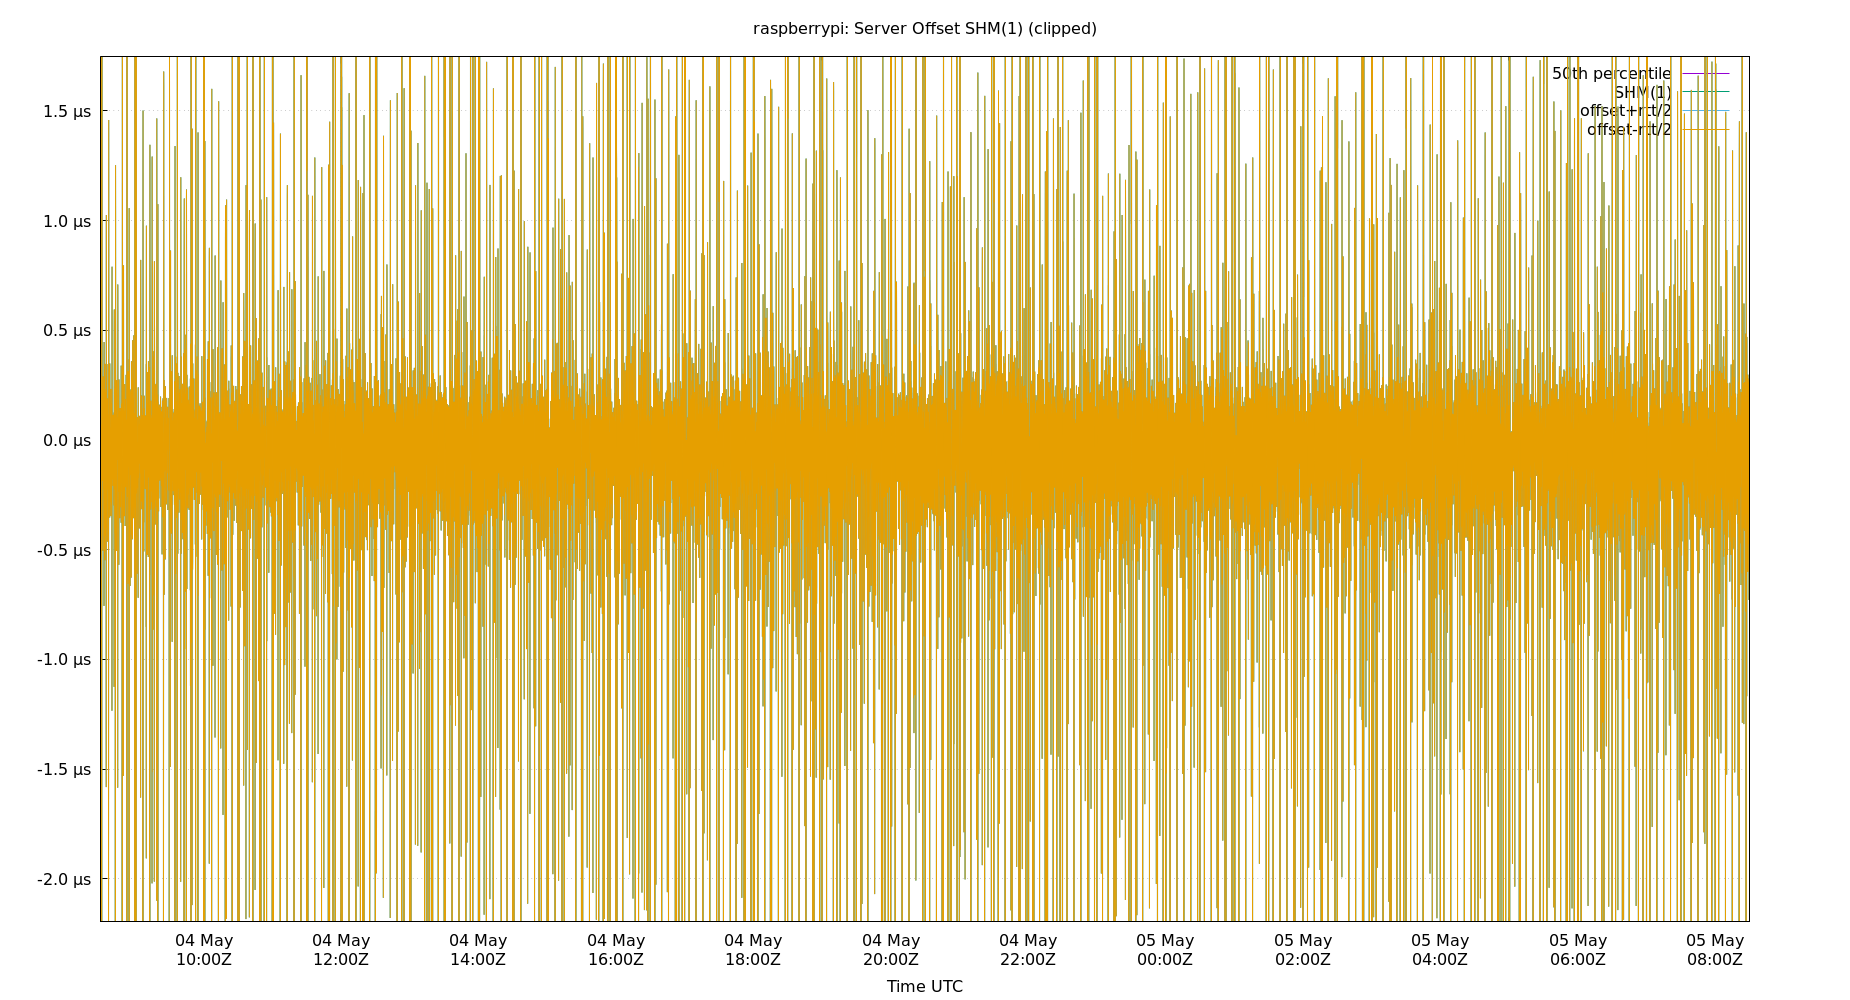 raspberrypi: Server Offset SHM(1) (clipped)
50th percentile
SHM(1)
offset+rtt/2
offset-rtt/2
1.5 µs
1.0 µs
0.5 µs
0.0 µs
-0.5 µs
-1.0 µs
-1.5 µs
-2.0 µs
04 May 04 May 04 May 04 May 04 May 04 May 04 May 05 May 05 May 05 May 05 May 05 May
10:00Z 12:00Z 14:00Z 16:00Z 18:00Z 20:00Z 22:00Z 00:00Z 02:00Z 04:00Z 06:00Z 08:00Z
Time UTC